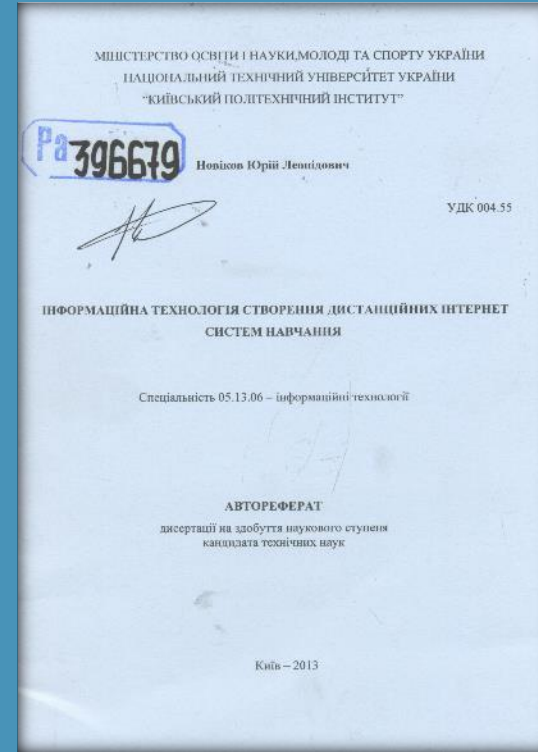 МІНІСТЕРСТВО ОСВІТИ І НАУКИ,МОЛОДІ ТА СПОРТУ УКРАЇНИ
НАЦІОНАЛЬНИЙ ТЕХНІЧНИЙ УНІВЕРСИТЕТ УКРАЇНИ
“КИЇВСЬКИЙ ПОЛІТЕХНІЧНИЙ ІНСТИТУТ”
Ра 396679
Новіков Юрій Леонідович
УДК 004.55
ІНФОРМАЦІЙНА ТЕХНОЛОГІЯ СТВОРЕННЯ ДИСТАНЦІЙНИХ ІНТЕРНЕТ
СИСТЕМ НАВЧАННЯ
Спеціальність 05.13.06 – інформаційні технології
АВТОРЕФЕРАТ
дисертації на здобуття наукового ступеня
кандидата технічних наук
Київ – 2013